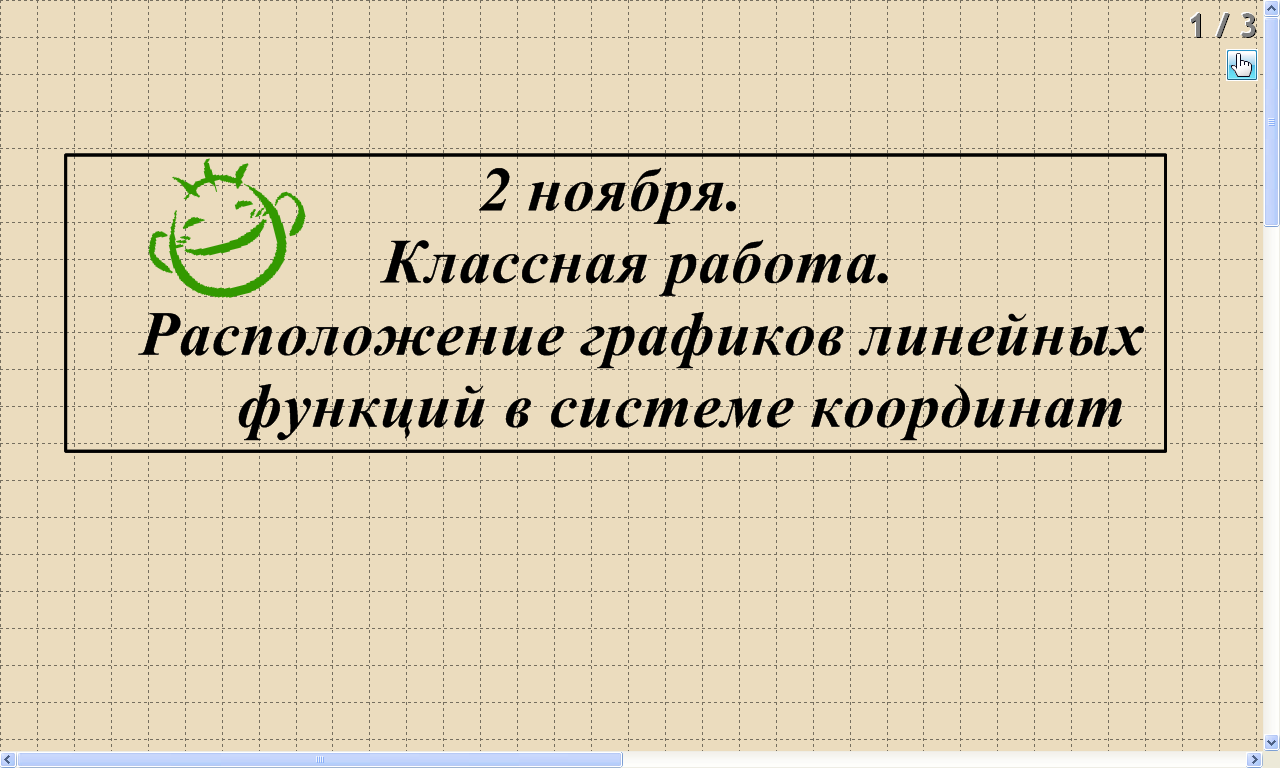 1 / 3
2 ноября.
Классная работа.
Расположение графиков линейных
функций в системе координат